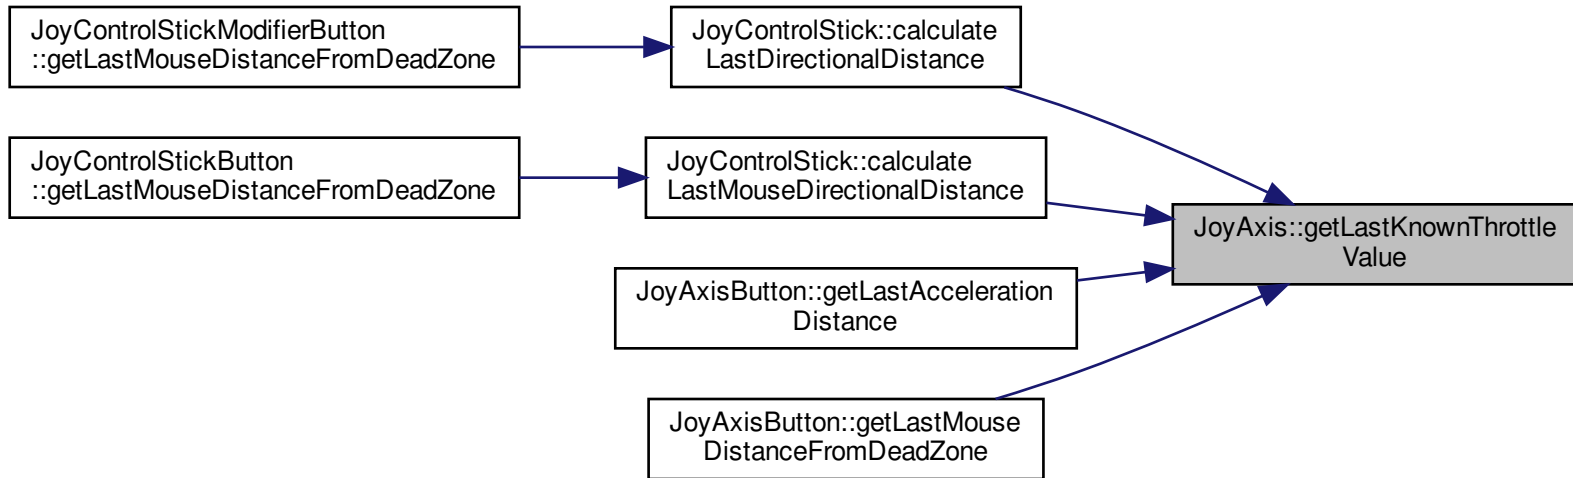 JoyControlStickModifierButton
::getLastMouseDistanceFromDeadZone
JoyControlStick::calculate
LastDirectionalDistance
JoyControlStickButton
::getLastMouseDistanceFromDeadZone
JoyControlStick::calculate
LastMouseDirectionalDistance
JoyAxis::getLastKnownThrottle
Value
JoyAxisButton::getLastAcceleration
Distance
JoyAxisButton::getLastMouse
DistanceFromDeadZone